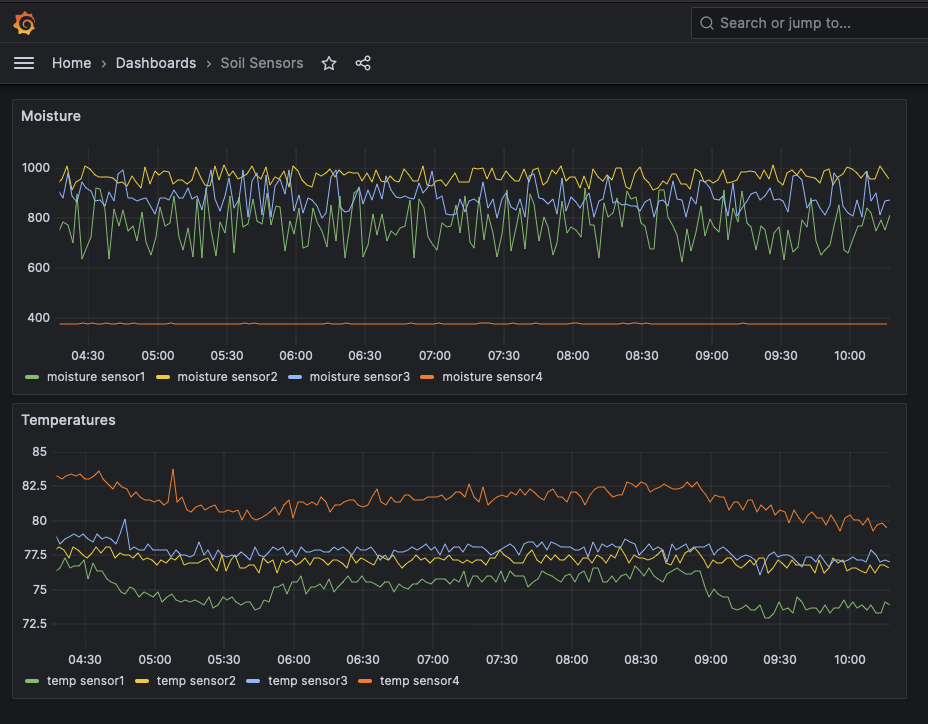 Search or jump to...
Home › Dashboards › Soil Sensors
Moisture
1000
800
600
400
04:30 05:00 05:30 06:00 06:30 07:00 07:30 08:00 08:30 09:00 09:30 10:00
moisture sensor1 moisture sensor2 moisture sensor3 moisture sensor4
Temperatures
85
82.5
80
77.5
75
72.5
04:30 05:00 05:30 06:00 06:30 07:00 07:30 08:00 08:30 09:00 09:30 10:00
temp sensor1 temp sensor2 temp sensor3 temp sensor4